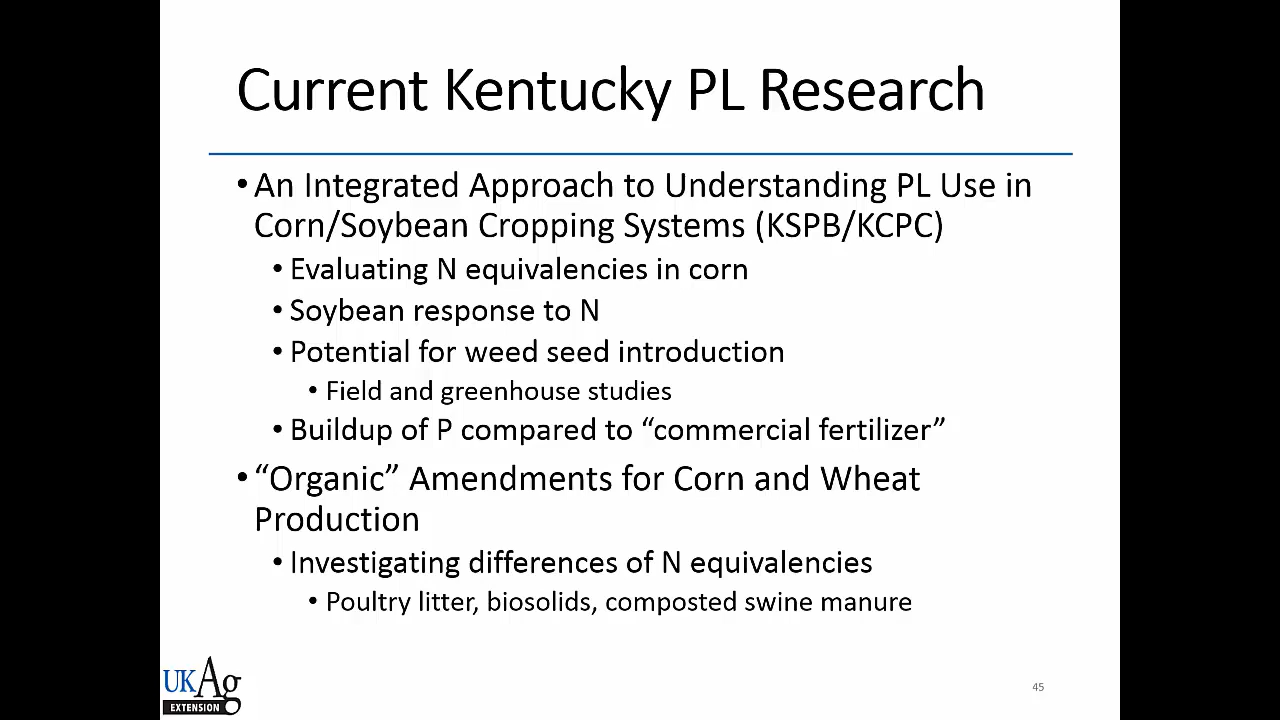 Current Kentucky PL Research
• An Integrated Approach to Understanding PL Use in
Corn/Soybean Cropping Systems (KSPB/KCPC)
• Evaluating N equivalencies in corn
• Soybean response to N
• Potential for weed seed introduction
• Field and greenhouse studies
• Buildup of P compared to “commercial fertilizer”
• “Organic” Amendments for Corn and Wheat
Production
• Investigating differences of N equivalencies
• Poultry litter, biosolids, composted swine manure
UKAg
EXTENSION
45